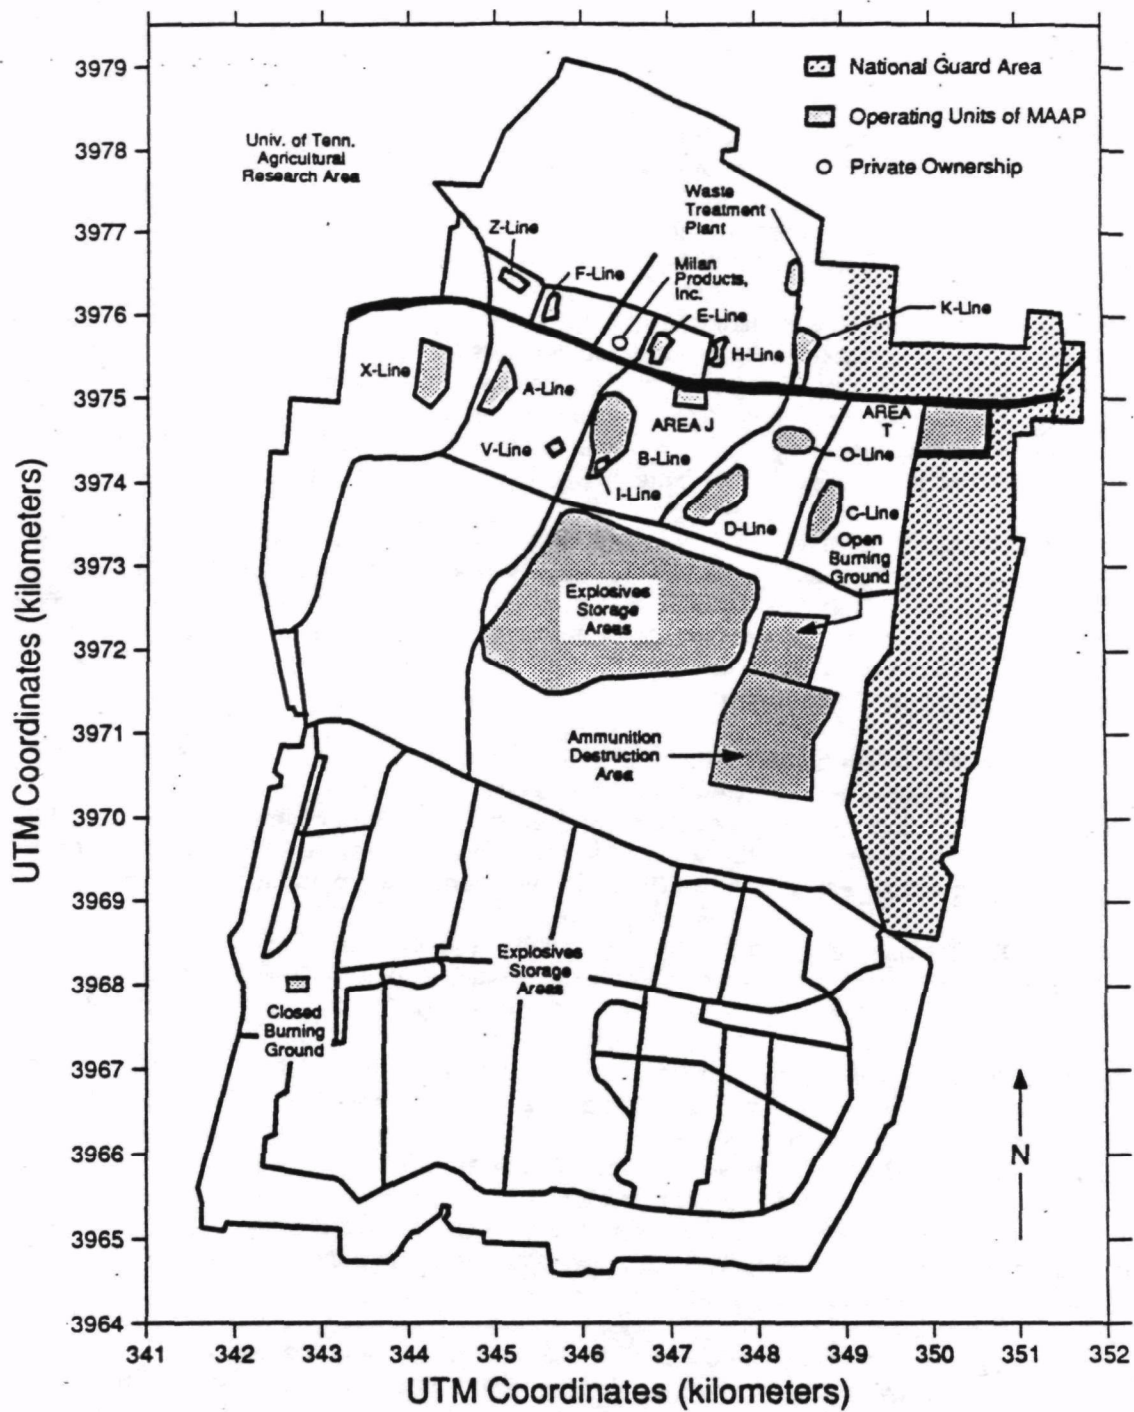 National Guard Area
Operating Units of MAAP
Private Ownership
Univ. of Tenn.
Agricultural
Research Area
Waste
Treatment
Plant
Z-Line
F-Line
Milan
Products,
Inc.
E-Line
K-Line
H-Line
X-Line
A-Line
AREA J
AREA
T
V-Line
B-Line
O-Line
I-Line
D-Line
C-Line
Open
Burning
Ground
Explosives
Storage
Areas
Ammunition
Destruction
Area
Explosives
Storage
Areas
Closed
Burning
Ground
N
UTM Coordinates (kilometers)
3979
3978
3977
3976
3975
3974
3973
3972
3971
3970
3969
3968
3967
3966
3965
3964
341 342 343 344 345 346 347 348 349 350 351 352
UTM Coordinates (kilometers)